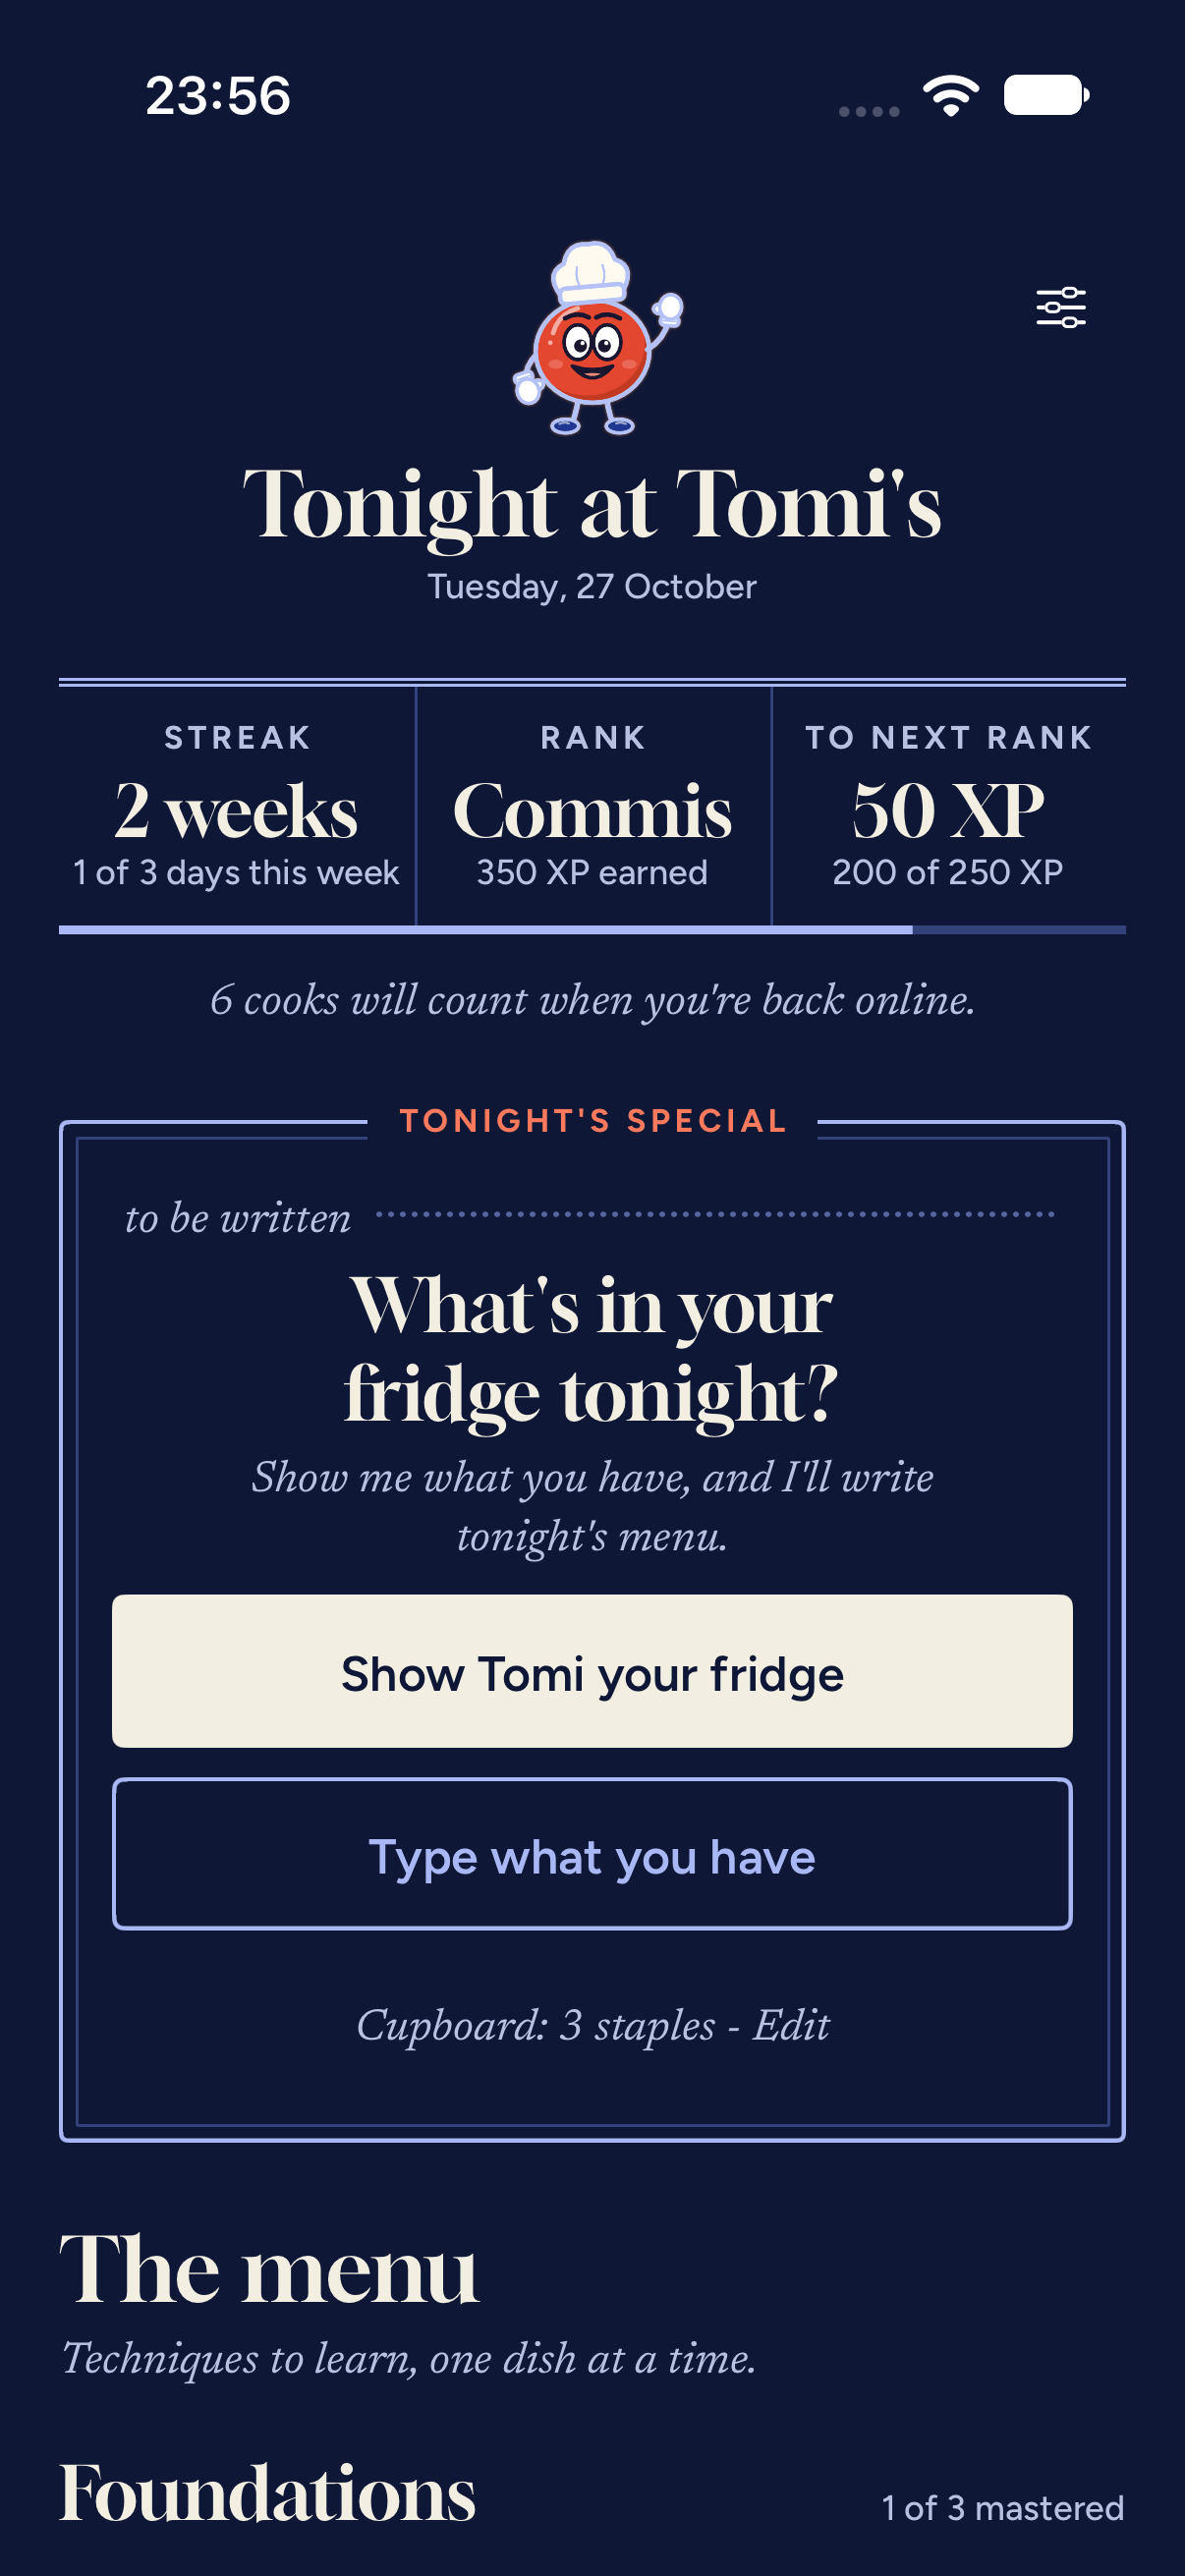 23:56
Tonight at Tomi's
Tuesday, 27 October
STREAK
2 weeks
1 of 3 days this week
RANK
Commis
350 XP earned
TO NEXT RANK
50 XP
200 of 250 XP
6 cooks will count when you're back online.
TONIGHT'S SPECIAL
to be written
What's in your
fridge tonight?
Show me what you have, and I'll write
tonight's menu.
Show Tomi your fridge
Type what you have
Cupboard: 3 staples - Edit
The menu
Techniques to learn, one dish at a time.
Foundations
1 of 3 mastered